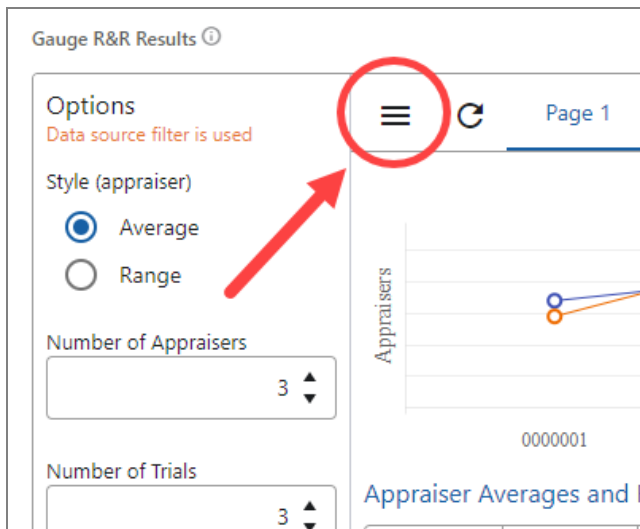 Gauge R&R Results
Options
Data source filter is used
Style (appraiser)
Average
Range
Number of Appraisers
3
Number of Trials
3
Page 1
Appraisers
0000001
Appraiser Averages and